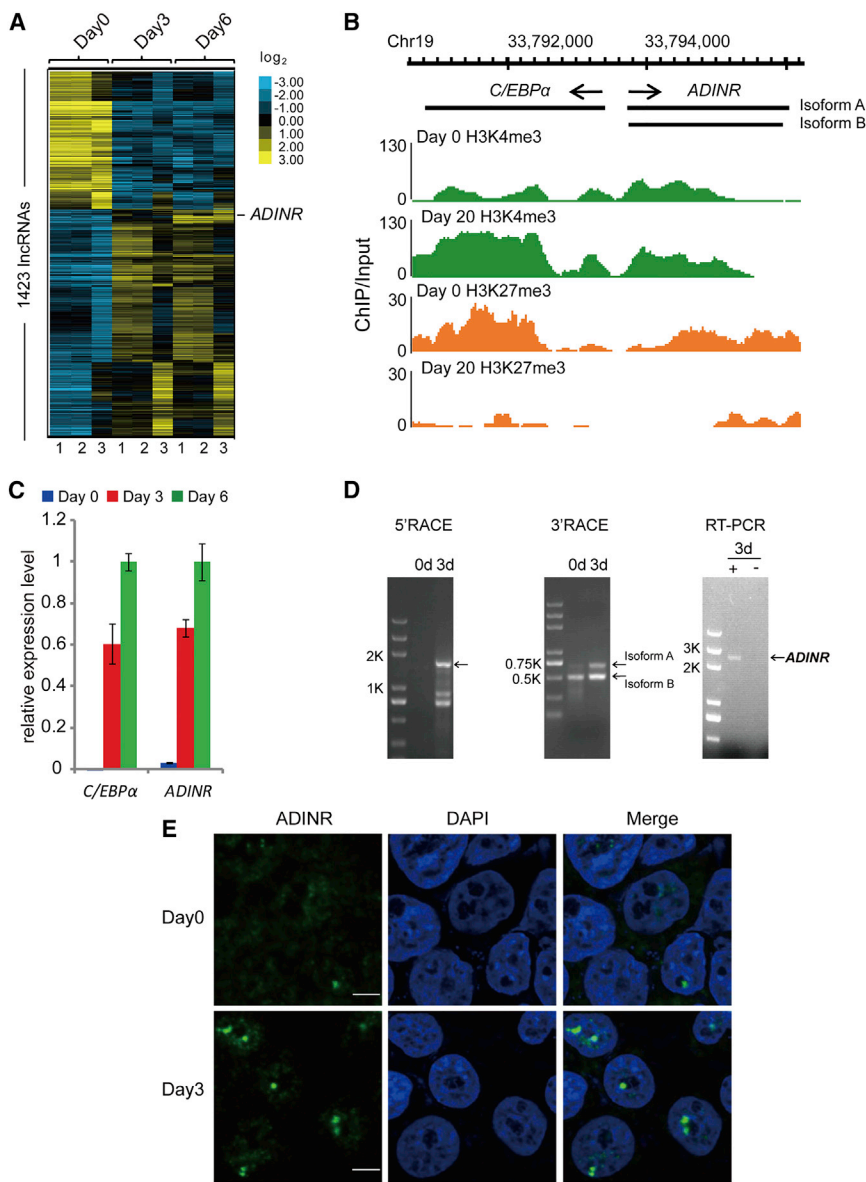 A
Day0
Day3
Day6
log2
-3.00
-2.00
-1.00
0.00
1.00
2.00
3.00
1423 lncRNAs
ADINR
1 2 3 1 2 3 1 2 3
B
Chr19 33,792,000 33,794,000
C/EBPα ADINR
Isoform A
Isoform B
ChIP/Input
Day 0 H3K4me3
130
0
Day 20 H3K4me3
130
0
Day 0 H3K27me3
30
0
Day 20 H3K27me3
30
0
C
Day 0 Day 3 Day 6
relative expression level
1.2
1
0.8
0.6
0.4
0.2
0
C/EBPα ADINR
D
5'RACE
0d 3d
2K
1K
3'RACE
0d 3d
0.75K
0.5K
Isoform A
Isoform B
RT-PCR
3d
+ -
3K
2K
ADINR
E
ADINR DAPI Merge
Day0
Day3